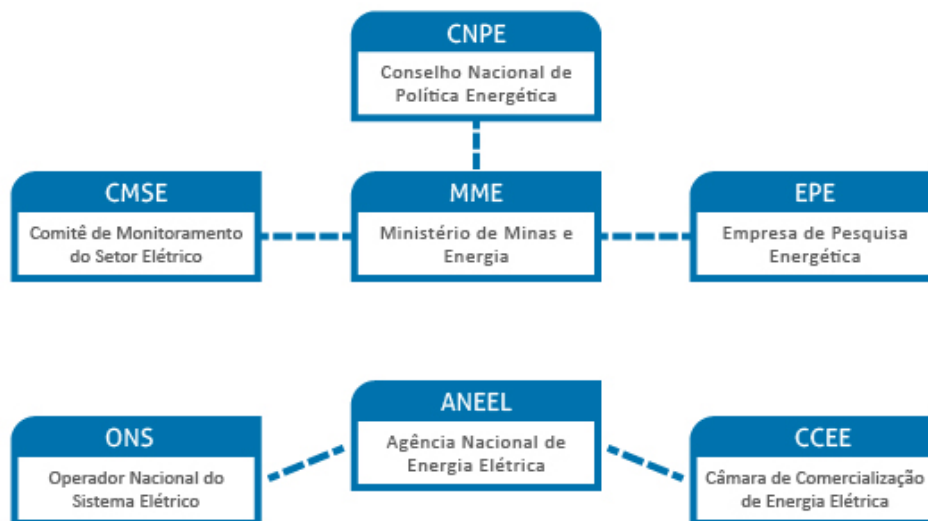 CNPE
Conselho Nacional de
Política Energética
CMSE
Comitê de Monitoramento
do Setor Elétrico
MME
Ministério de Minas e
Energia
EPE
Empresa de Pesquisa
Energética
ONS
Operador Nacional do
Sistema Elétrico
ANEEL
Agência Nacional de
Energia Elétrica
CCEE
Câmara de Comercialização
de Energia Elétrica